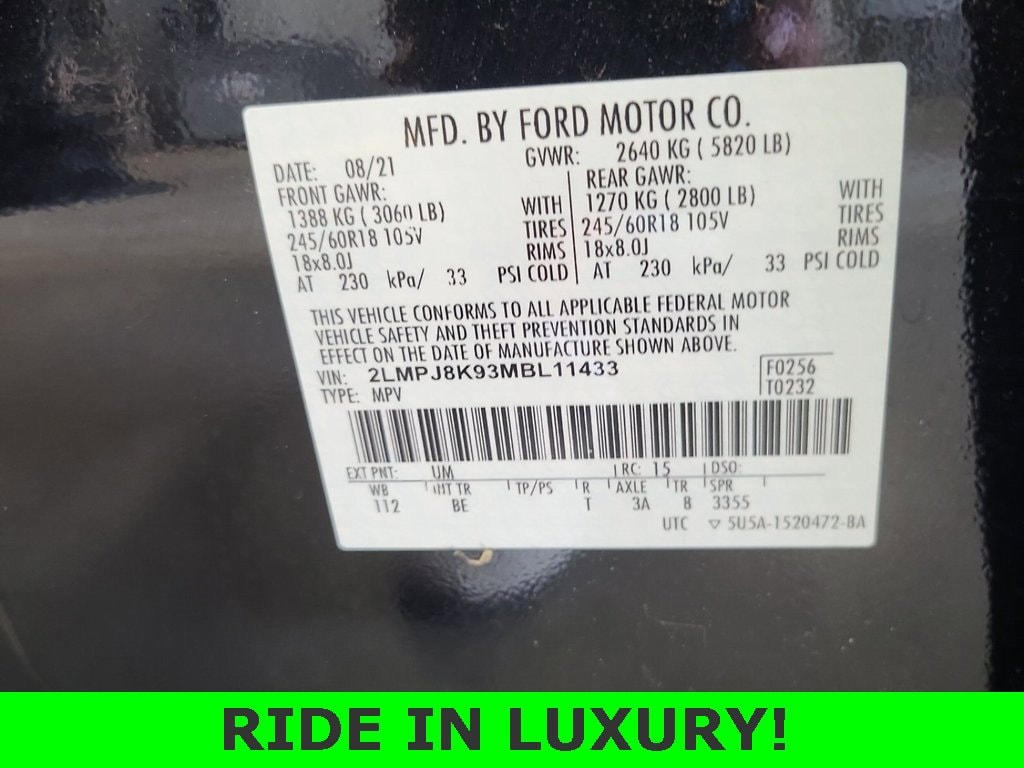 MFD. BY FORD MOTOR CO.
DATE: 08/21 GVWR: 2640 KG ( 5820 LB)
FRONT GAWR: REAR GAWR:
1388 KG ( 3060 LB) WITH 1270 KG ( 2800 LB) WITH
245/60R18 105V TIRES 245/60R18 105V TIRES
18x8.0J RIMS 18x8.0J RIMS
AT 230 kPa/ 33 PSI COLD AT 230 kPa/ 33 PSI COLD
THIS VEHICLE CONFORMS TO ALL APPLICABLE FEDERAL MOTOR
VEHICLE SAFETY AND THEFT PREVENTION STANDARDS IN
EFFECT ON THE DATE OF MANUFACTURE SHOWN ABOVE.
VIN: 2LMPJ8K93MBL11433 F0256
TYPE: MPV T0232
EXT PNT: UM RC: 15 DSO:
WB INT TR TP/PS R AXLE TR SPR
112 BE T 3A 8 3355
UTC ▽ 5U5A-1520472-BA
RIDE IN LUXURY!